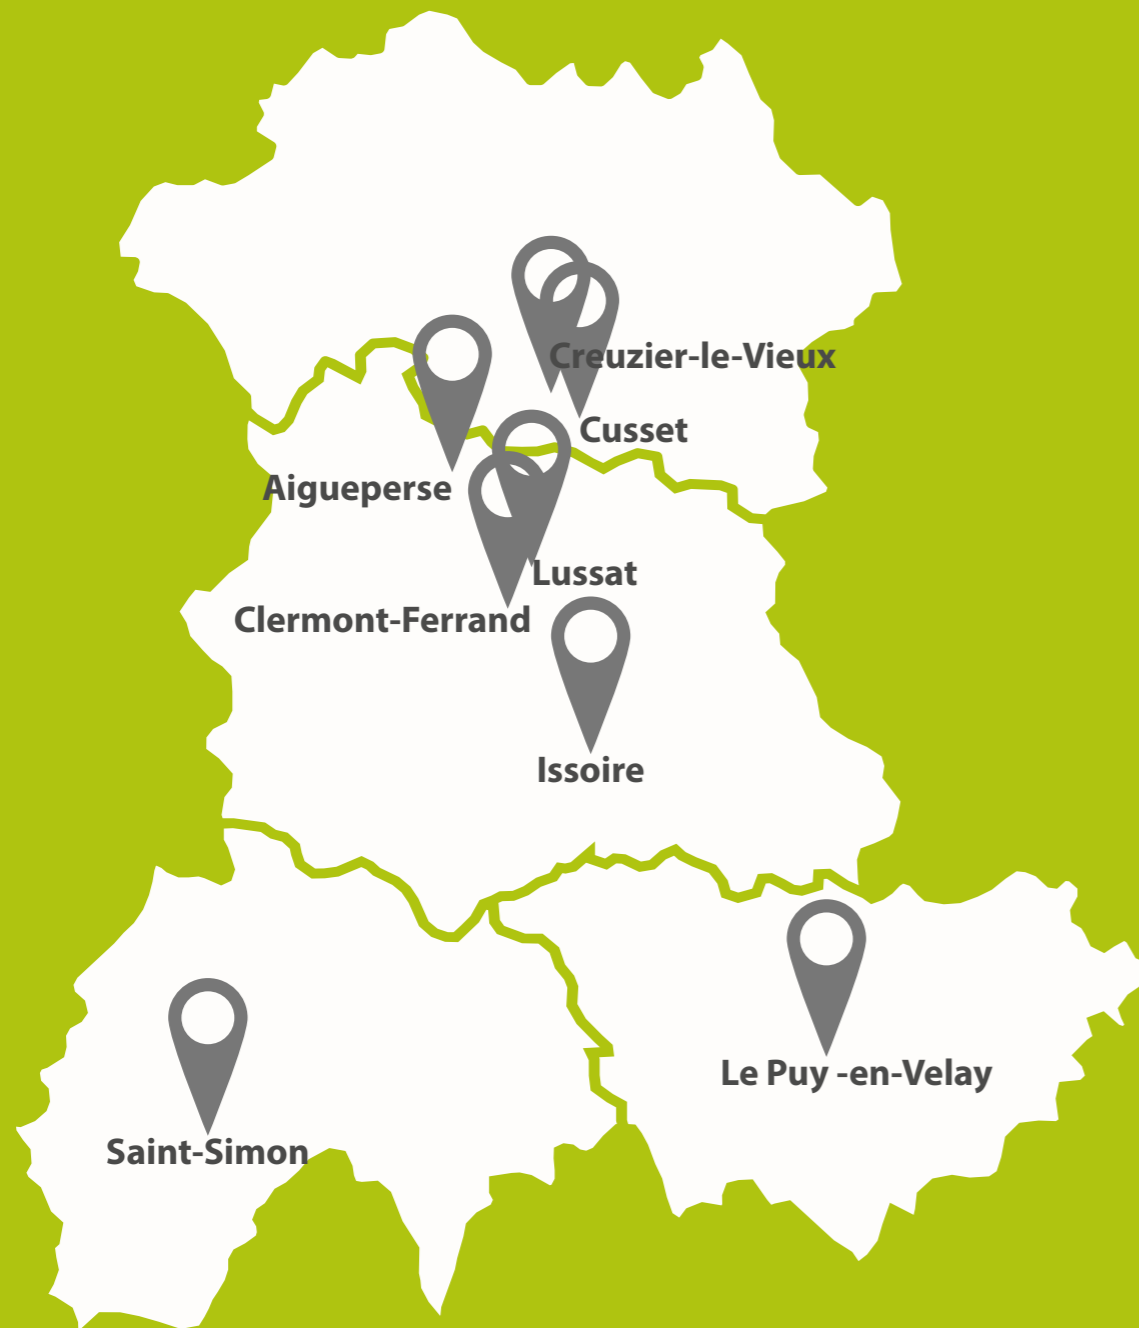 Creuzier-le-Vieux
Cusset
Aigueperse
Lussat
Clermont-Ferrand
Issoire
Le Puy -en-Velay
Saint-Simon